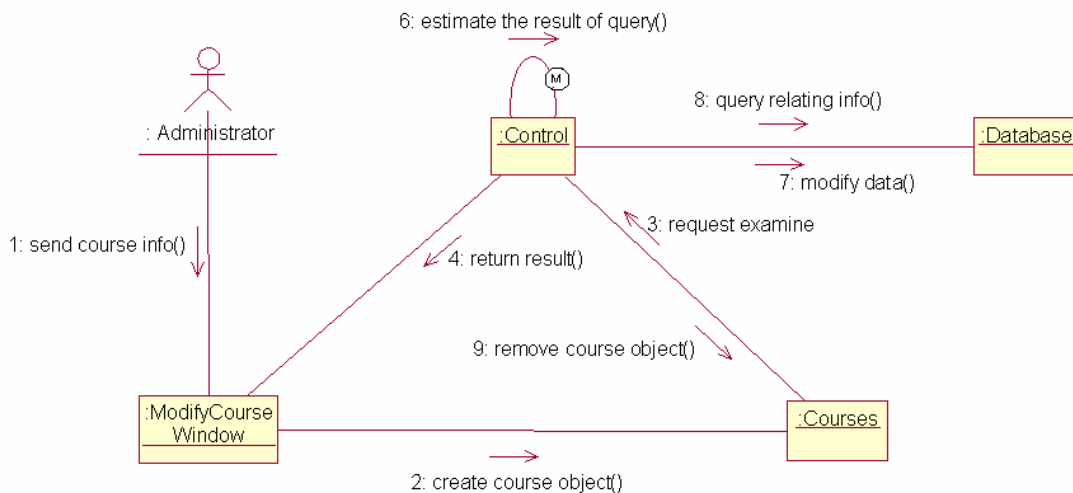 6: estimate the result of query()
M
8: query relating info()
: Administrator
:Control
:Database
7: modify data()
3: request examine
1: send course info()
4: return result()
9: remove course object()
:ModifyCourse
Window
:Courses
2: create course object()